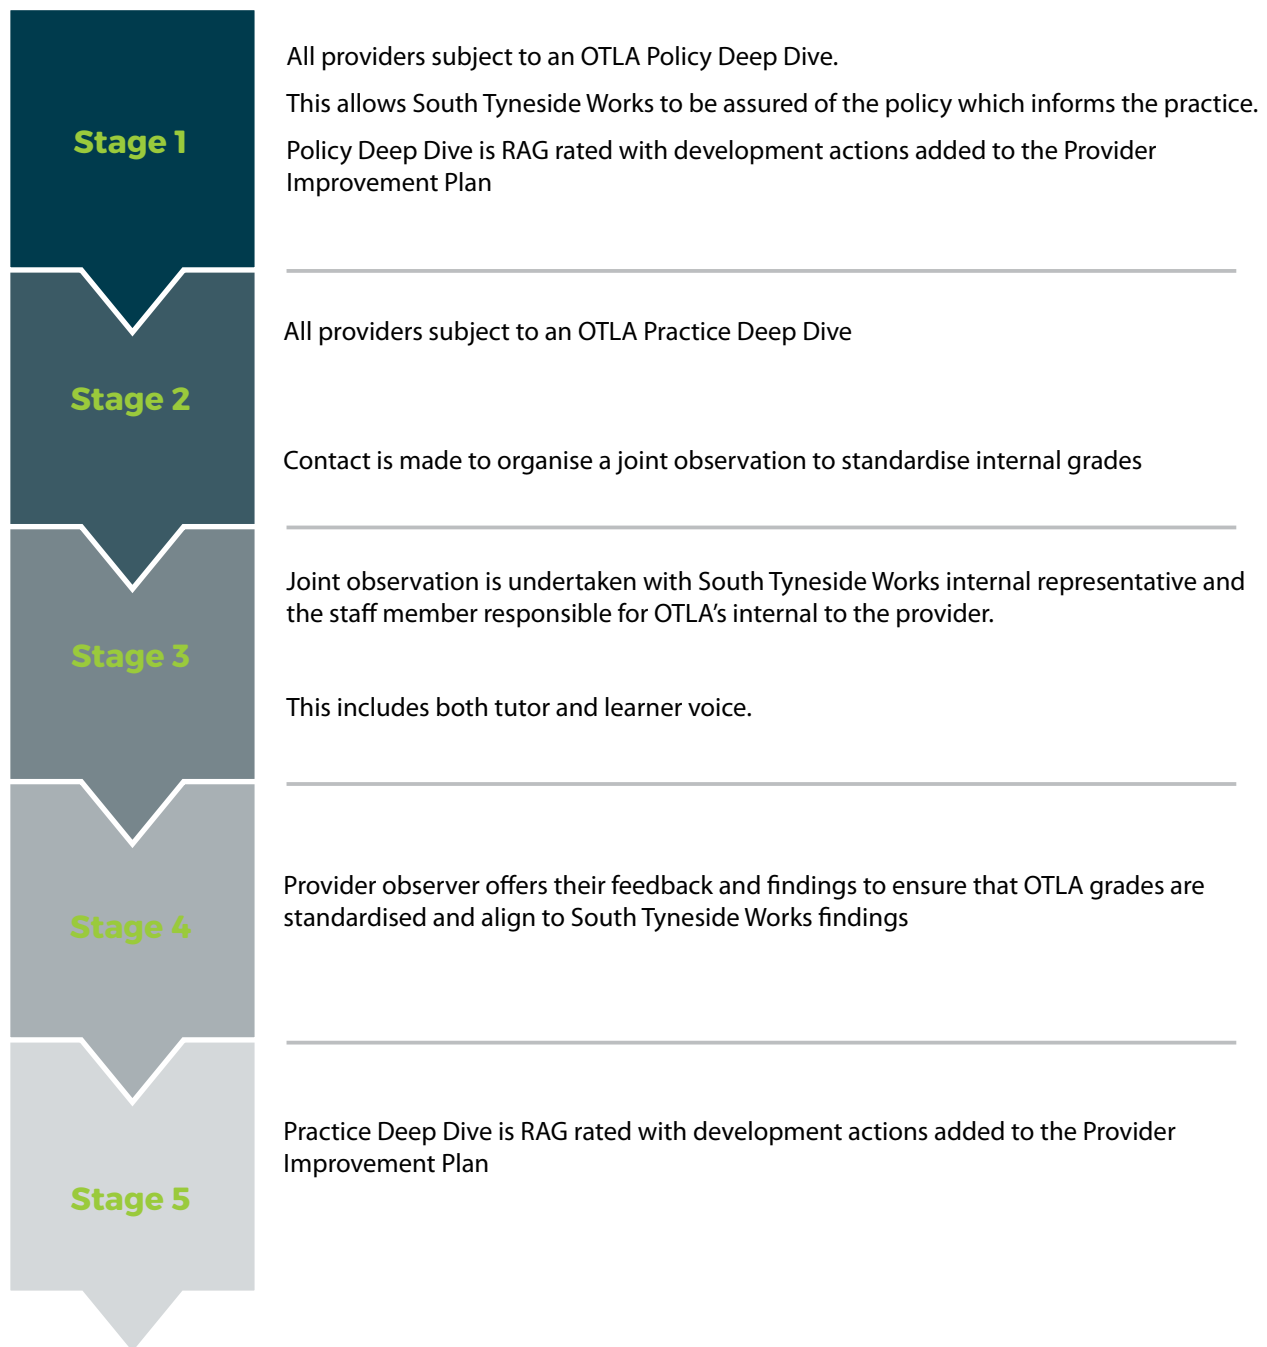 Stage 1
All providers subject to an OTLA Policy Deep Dive.
This allows South Tyneside Works to be assured of the policy which informs the practice.
Policy Deep Dive is RAG rated with development actions added to the Provider
Improvement Plan
Stage 2
All providers subject to an OTLA Practice Deep Dive
Contact is made to organise a joint observation to standardise internal grades
Stage 3
Joint observation is undertaken with South Tyneside Works internal representative and
the staff member responsible for OTLA’s internal to the provider.
This includes both tutor and learner voice.
Stage 4
Provider observer offers their feedback and findings to ensure that OTLA grades are
standardised and align to South Tyneside Works findings
Stage 5
Practice Deep Dive is RAG rated with development actions added to the Provider
Improvement Plan